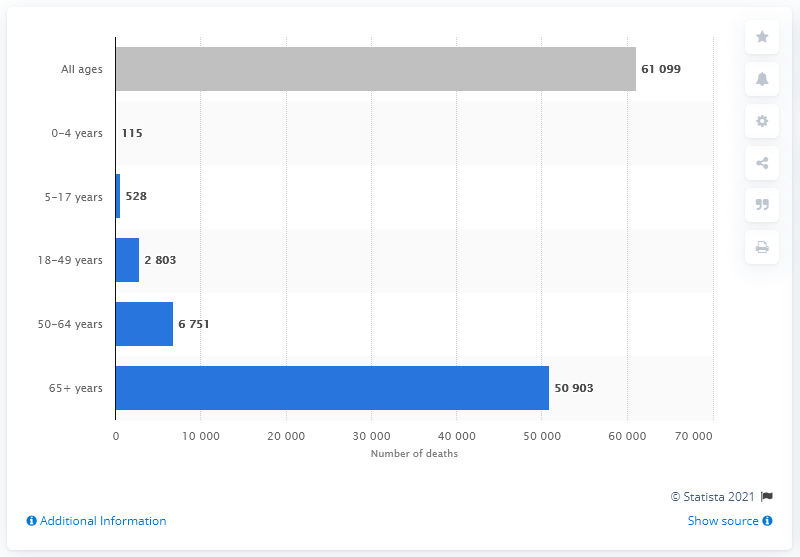 All ages 61 099
0–4 years 115
5–17 years 528
18–49 years 2 803
50–64 years 6 751
65+ years 50 903
0 10 000 20 000 30 000 40 000 50 000 60 000 70 000
Number of deaths
© Statista 2021
Additional Information Show source